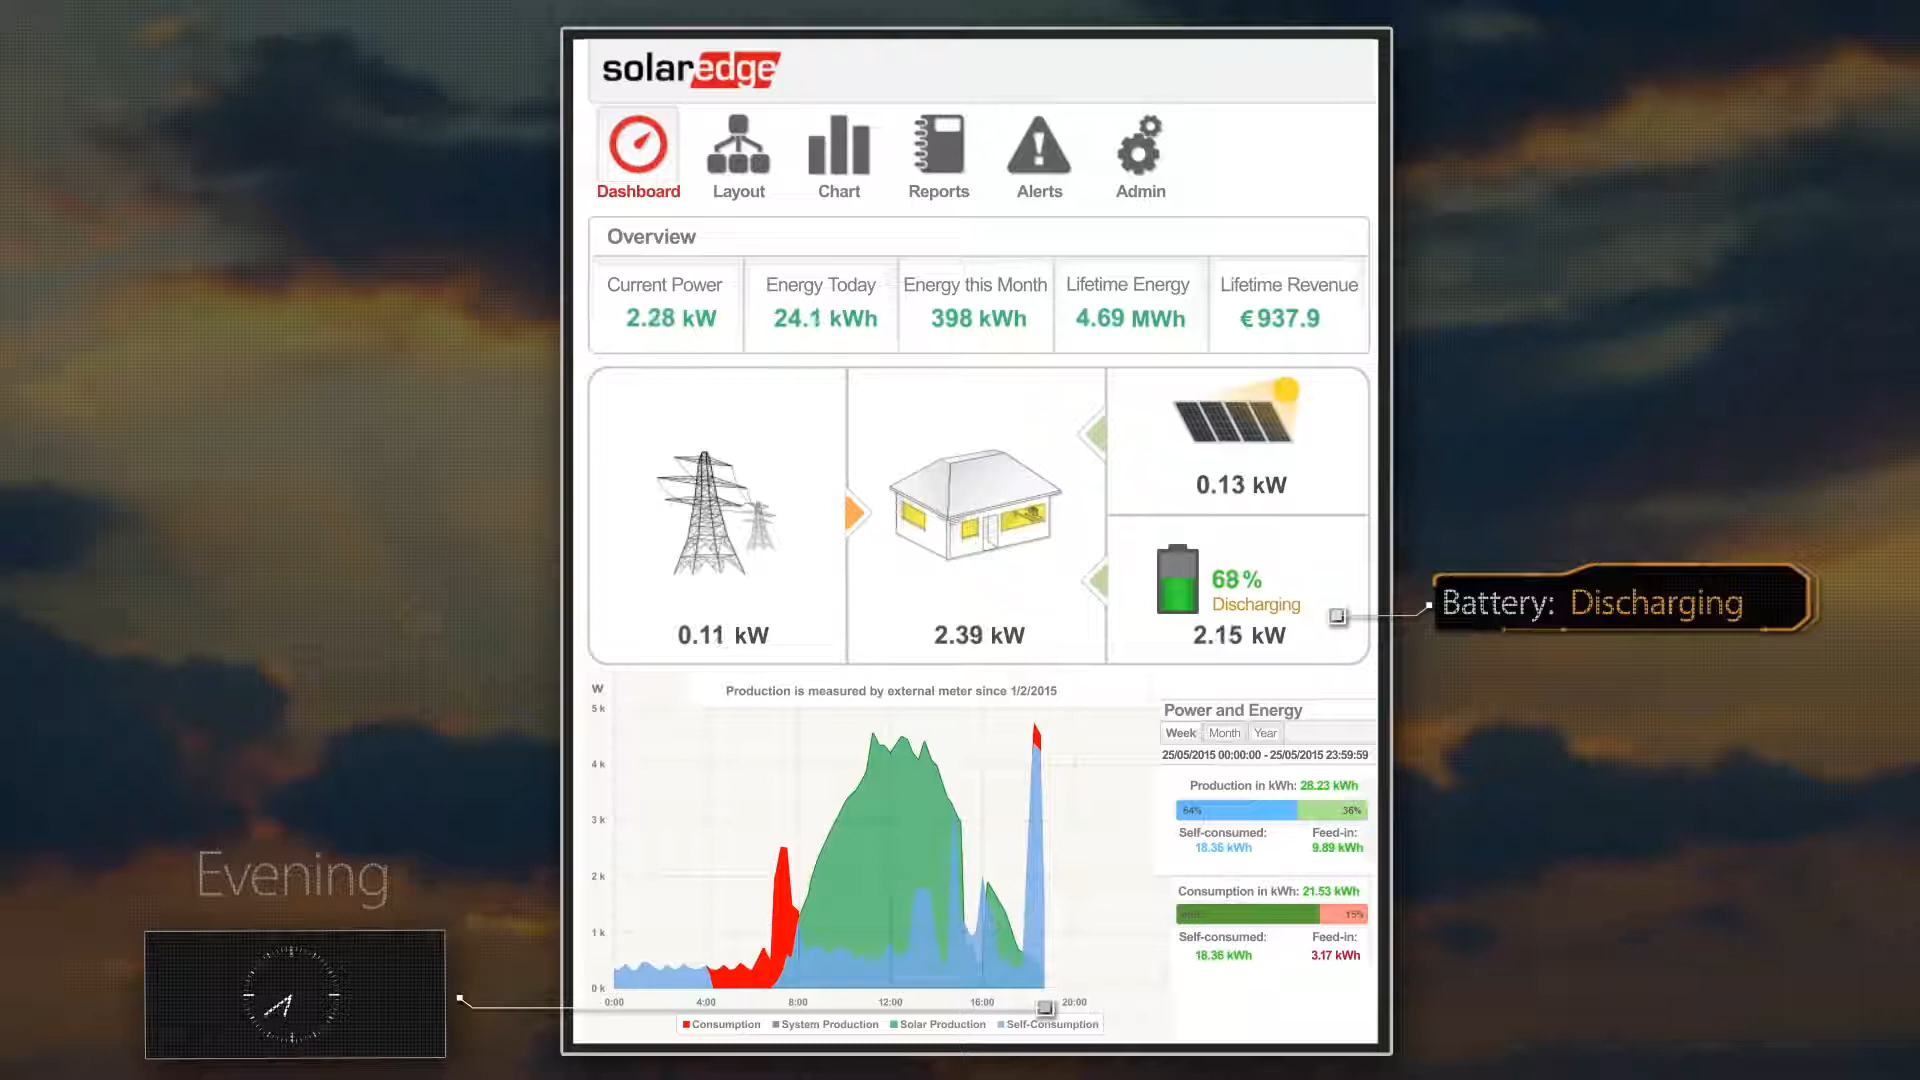 solaredge
Dashboard
Layout
Chart
Reports
Alerts
Admin
Overview
Current Power
Energy Today
Energy this Month
Lifetime Energy
Lifetime Revenue
2.28 kW
24.1 kWh
398 kWh
4.69 MWh
€937.9
0.13 kW
68%
Discharging
0.11 kW
2.39 kW
2.15 kW
Battery: Discharging
W
Production is measured by external meter since 1/2/2015
5 k
4 k
3 k
2 k
1 k
0 k
0:00
4:00
8:00
12:00
16:00
20:00
Consumption
System Production
Solar Production
Self-Consumption
Power and Energy
Week
Month
Year
25/05/2015 00:00:00 - 25/05/2015 23:59:59
Production in kWh: 28.23 kWh
64%
36%
Self-consumed:
Feed-in:
18.36 kWh
9.89 kWh
Consumption in kWh: 21.53 kWh
15%
Self-consumed:
Feed-in:
18.36 kWh
3.17 kWh
Evening